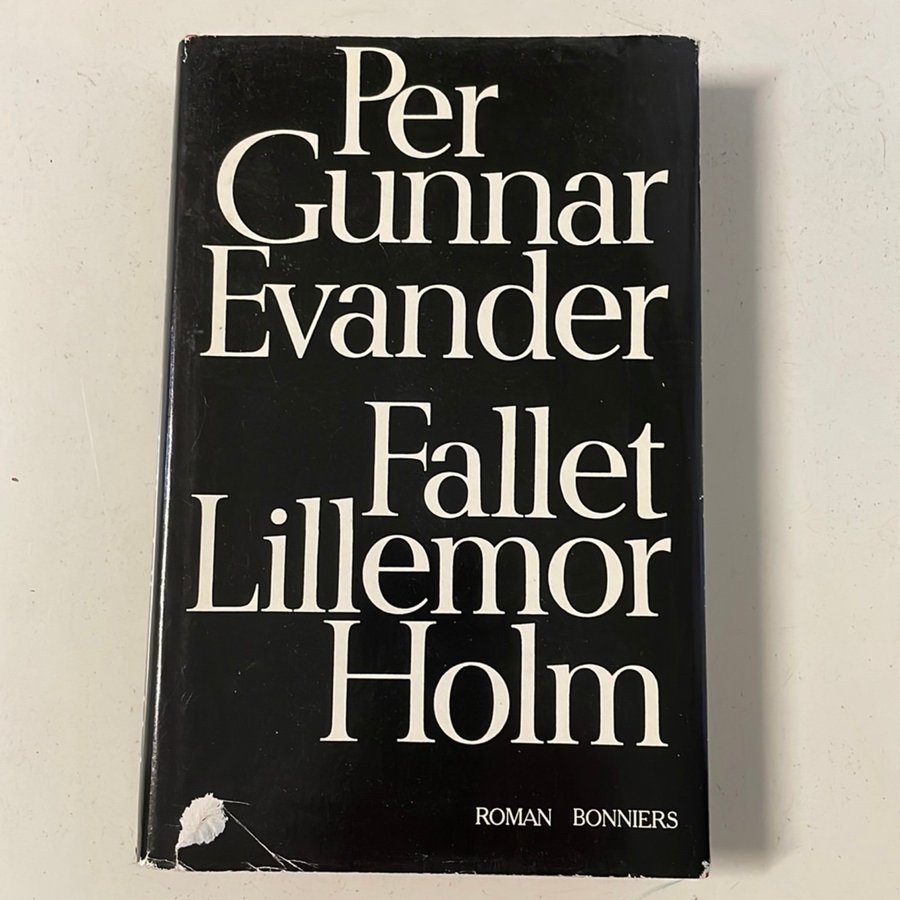 Per
Gunnar
Evander
Fallet
Lillemor
Holm
ROMAN BONNIERS